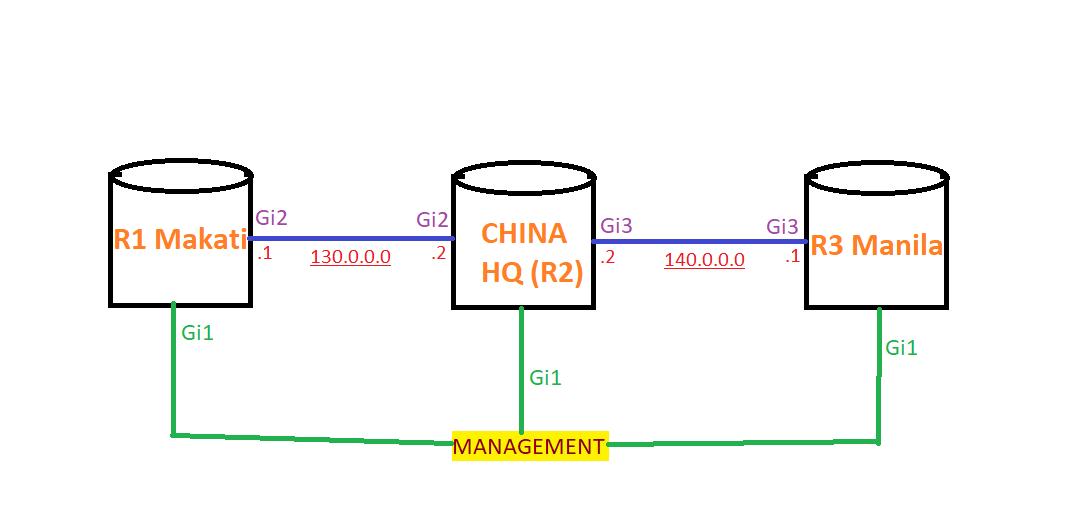 R1 Makati
Gi2
.1
130.0.0.0
Gi2
.2
CHINA
HQ (R2)
Gi3
.2
140.0.0.0
Gi3
.1
R3 Manila
Gi1
Gi1
Gi1
MANAGEMENT